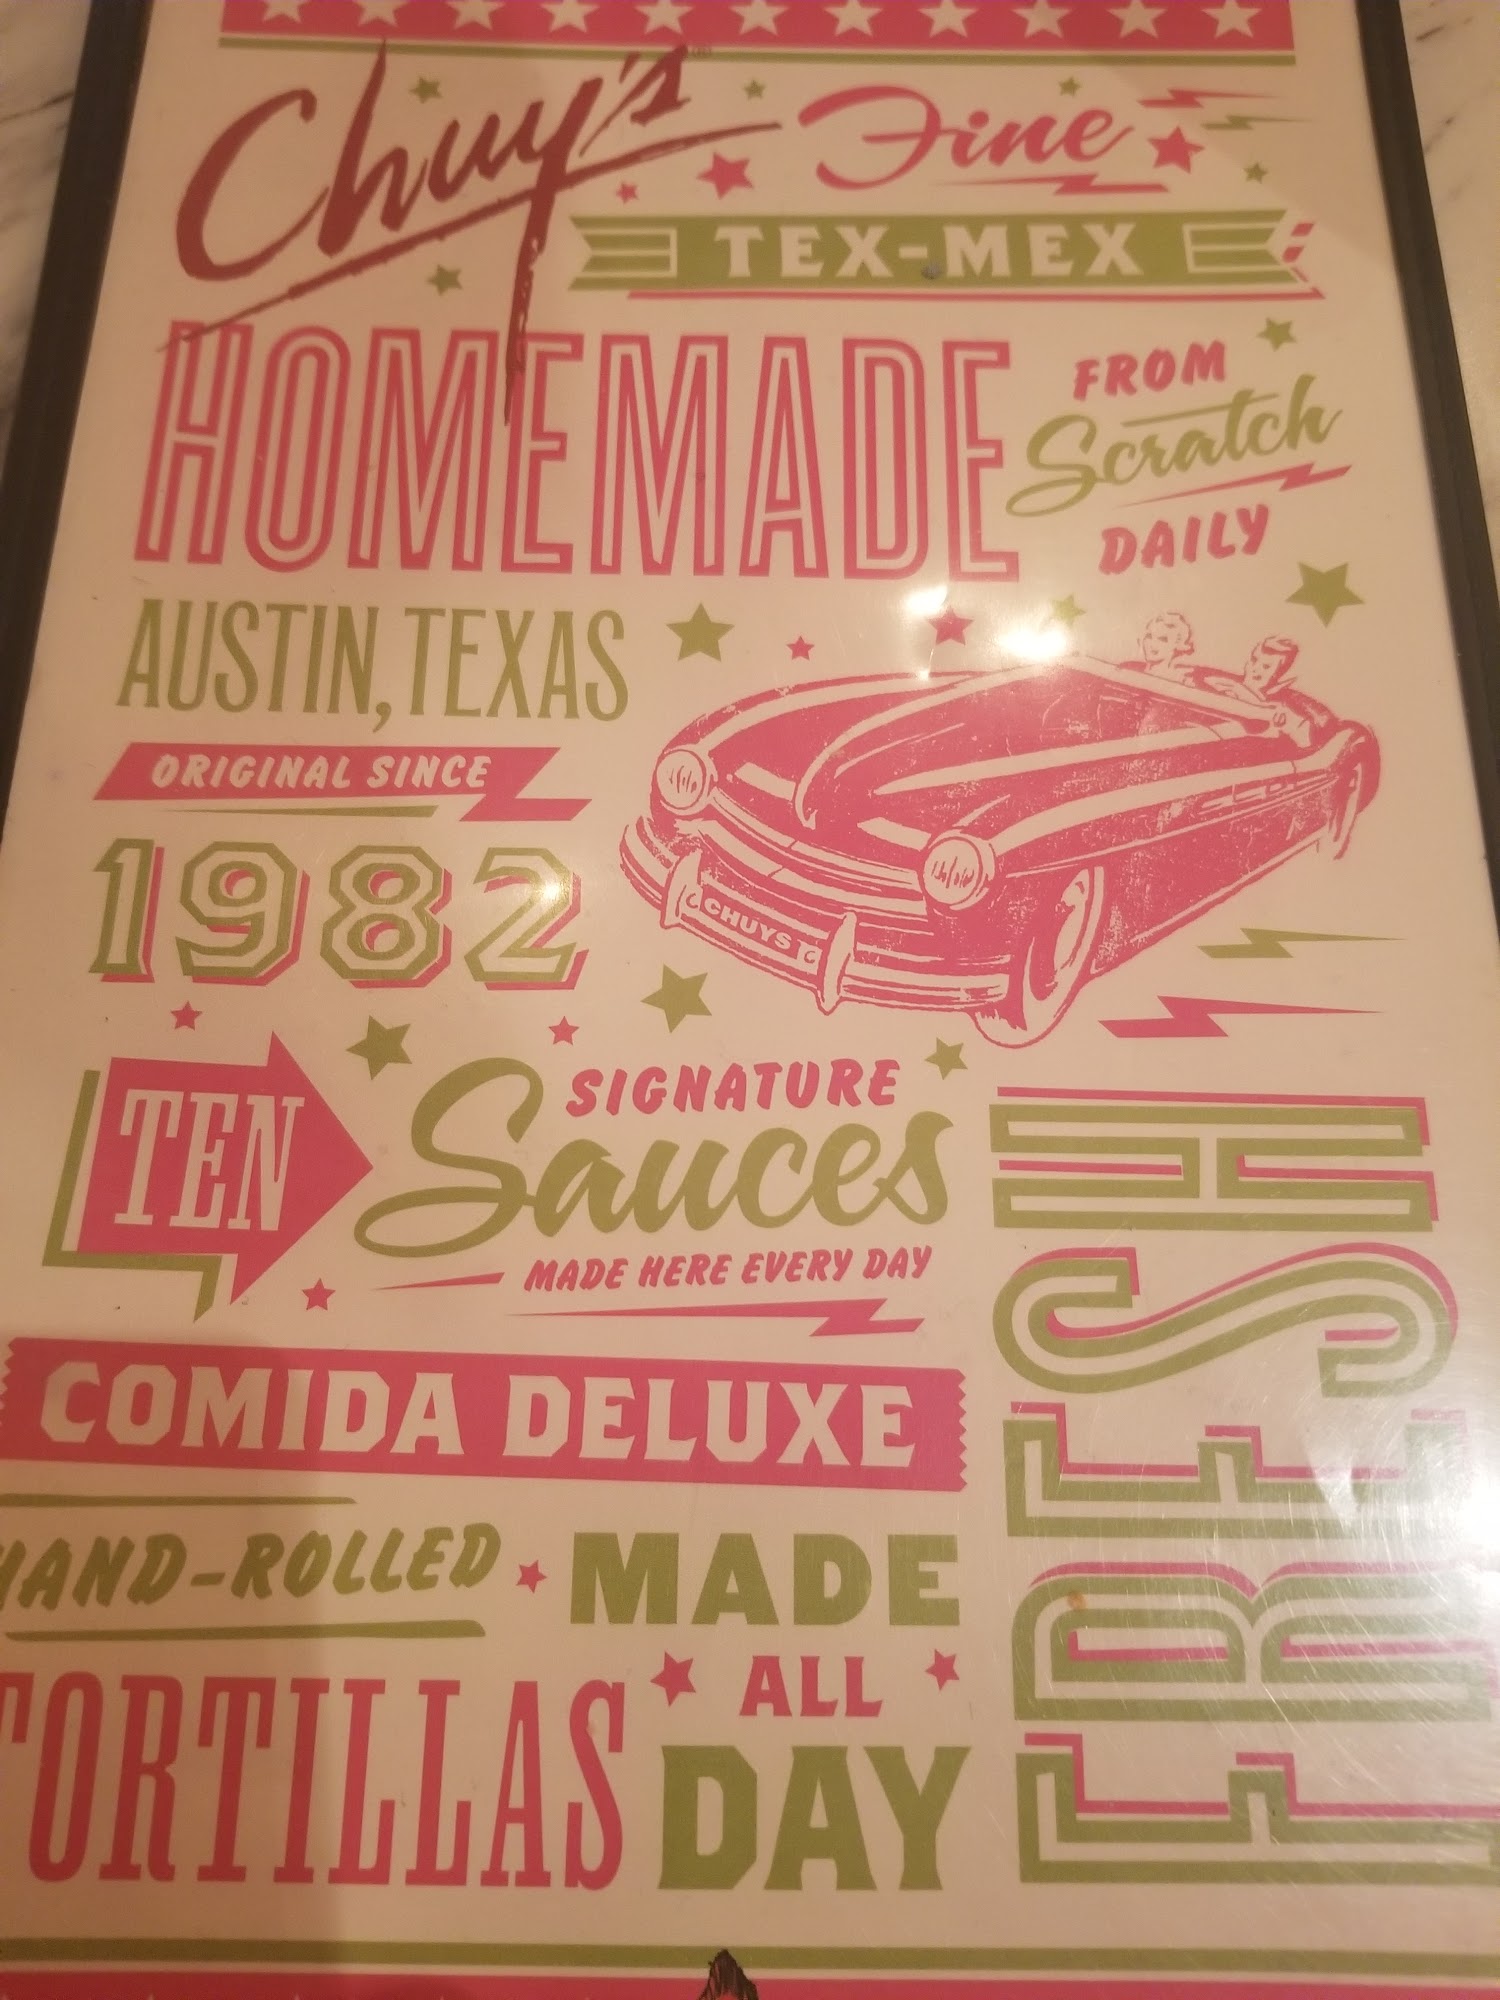 Chuy's®
Fine
TEX-MEX
HOMEMADE
FROM
Scratch
DAILY
AUSTIN, TEXAS
ORIGINAL SINCE
1982
CHUYS
TEN
SIGNATURE
Sauces
MADE HERE EVERY DAY
COMIDA DELUXE
HAND-ROLLED
TORTILLAS
MADE
ALL
DAY
FRESH